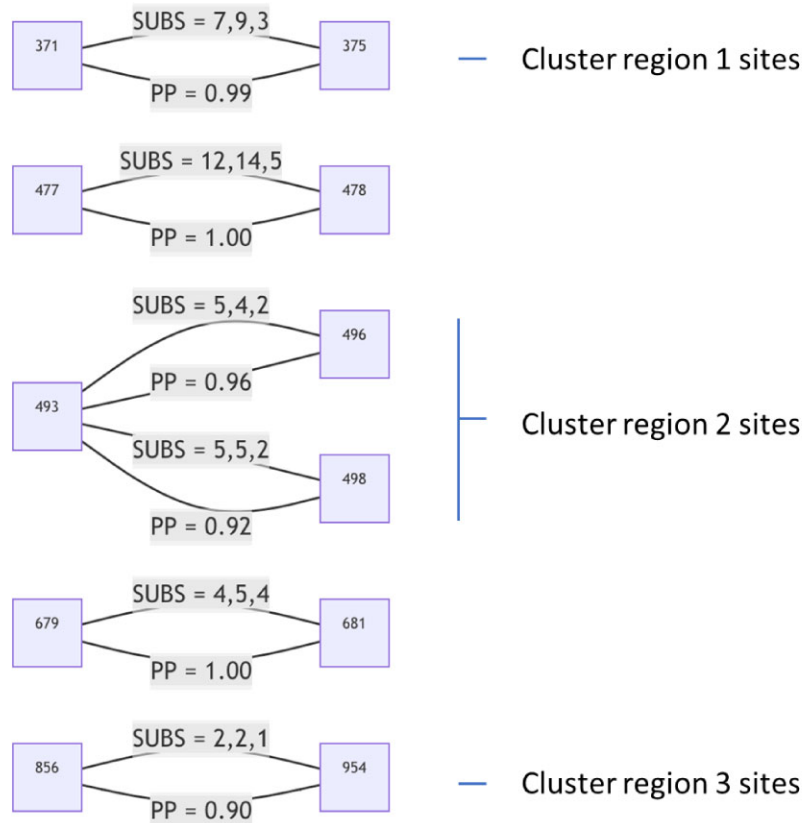 SUBS = 7,9,3
371
375
Cluster region 1 sites
PP = 0.99
SUBS = 12,14,5
477
478
PP = 1.00
SUBS = 5,4,2
496
PP = 0.96
493
Cluster region 2 sites
SUBS = 5,5,2
498
PP = 0.92
SUBS = 4,5,4
679
681
PP = 1.00
SUBS = 2,2,1
856
954
Cluster region 3 sites
PP = 0.90